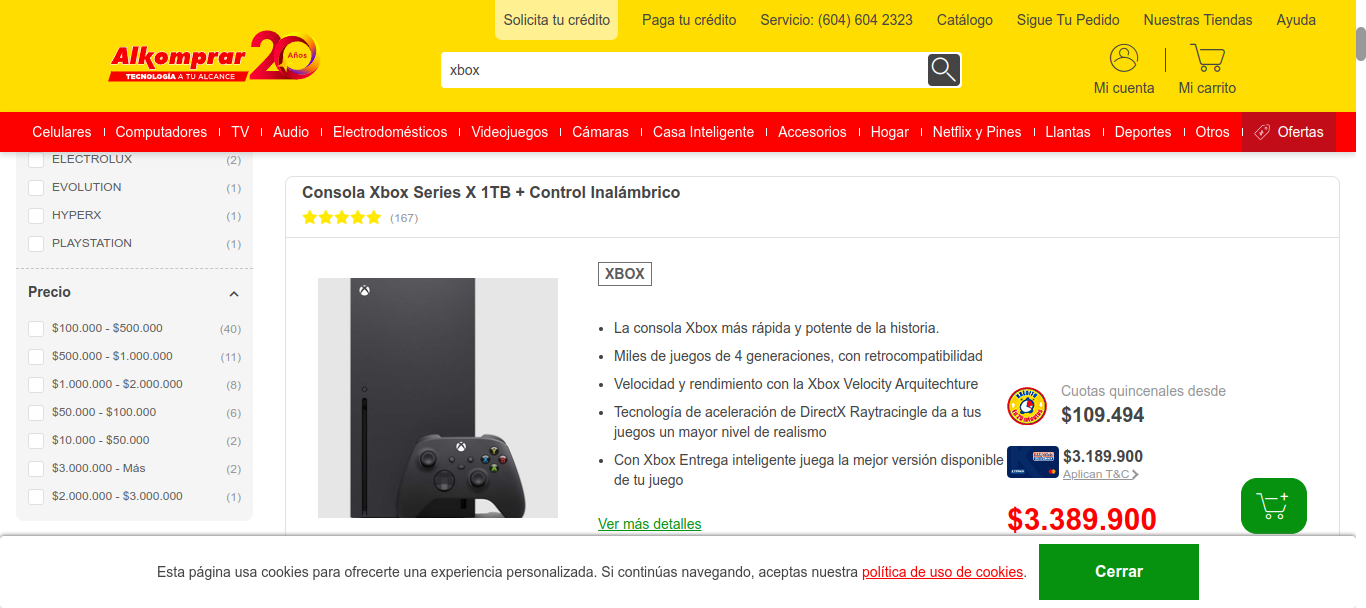 Solicita tu crédito
Paga tu crédito
Servicio: (604) 604 2323
Catálogo
Sigue Tu Pedido
Nuestras Tiendas
Ayuda
Alkomprar 20 Años
TECNOLOGÍA A TU ALCANCE
xbox
Mi cuenta
Mi carrito
Celulares
Computadores
TV
Audio
Electrodomésticos
Videojuegos
Cámaras
Casa Inteligente
Accesorios
Hogar
Netflix y Pines
Llantas
Deportes
Otros
Ofertas
ELECTROLUX (2)
EVOLUTION (1)
HYPERX (1)
PLAYSTATION (1)
Precio
$100.000 - $500.000 (40)
$500.000 - $1.000.000 (11)
$1.000.000 - $2.000.000 (8)
$50.000 - $100.000 (6)
$10.000 - $50.000 (2)
$3.000.000 - Más (2)
$2.000.000 - $3.000.000 (1)
Consola Xbox Series X 1TB + Control Inalámbrico
(167)
XBOX
La consola Xbox más rápida y potente de la historia.
Miles de juegos de 4 generaciones, con retrocompatibilidad
Velocidad y rendimiento con la Xbox Velocity Arquitechture
Tecnología de aceleración de DirectX Raytracingle da a tus
juegos un mayor nivel de realismo
Con Xbox Entrega inteligente juega la mejor versión disponible
de tu juego
Ver más detalles
Cuotas quincenales desde
$109.494
$3.189.900
Aplican T&C
$3.389.900
Esta página usa cookies para ofrecerte una experiencia personalizada. Si continúas navegando, aceptas nuestra política de uso de cookies.
Cerrar